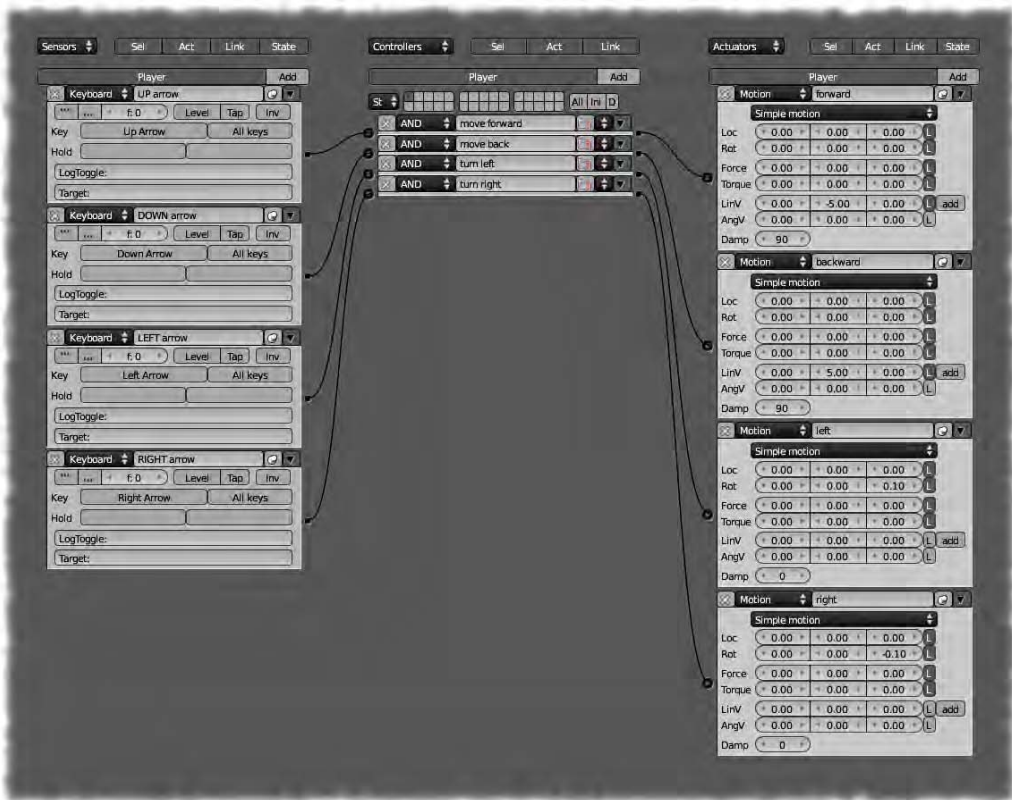 Sensors Sel Act Link State
Player Add
Keyboard UP arrow
f: 0 Level Tap Inv
Key Up Arrow All keys
Hold
LogToggle:
Target:
Keyboard DOWN arrow
f: 0 Level Tap Inv
Key Down Arrow All keys
Hold
LogToggle:
Target:
Keyboard LEFT arrow
f: 0 Level Tap Inv
Key Left Arrow All keys
Hold
LogToggle:
Target:
Keyboard RIGHT arrow
f: 0 Level Tap Inv
Key Right Arrow All keys
Hold
LogToggle:
Target:
Controllers Sel Act Link
Player Add
St All Ini D
AND move forward
AND move back
AND turn left
AND turn right
Actuators Sel Act Link State
Player Add
Motion forward
Simple motion
Loc 0.00 0.00 0.00 L
Rot 0.00 0.00 0.00 L
Force 0.00 0.00 0.00 L
Torque 0.00 0.00 0.00 L
LinV 0.00 -5.00 0.00 L add
AngV 0.00 0.00 0.00 L
Damp 90
Motion backward
Simple motion
Loc 0.00 0.00 0.00 L
Rot 0.00 0.00 0.00 L
Force 0.00 0.00 0.00 L
Torque 0.00 0.00 0.00 L
LinV 0.00 5.00 0.00 L add
AngV 0.00 0.00 0.00 L
Damp 90
Motion left
Simple motion
Loc 0.00 0.00 0.00 L
Rot 0.00 0.00 0.10 L
Force 0.00 0.00 0.00 L
Torque 0.00 0.00 0.00 L
LinV 0.00 0.00 0.00 L add
AngV 0.00 0.00 0.00 L
Damp 0
Motion right
Simple motion
Loc 0.00 0.00 0.00 L
Rot 0.00 0.00 -0.10 L
Force 0.00 0.00 0.00 L
Torque 0.00 0.00 0.00 L
LinV 0.00 0.00 0.00 L add
AngV 0.00 0.00 0.00 L
Damp 0